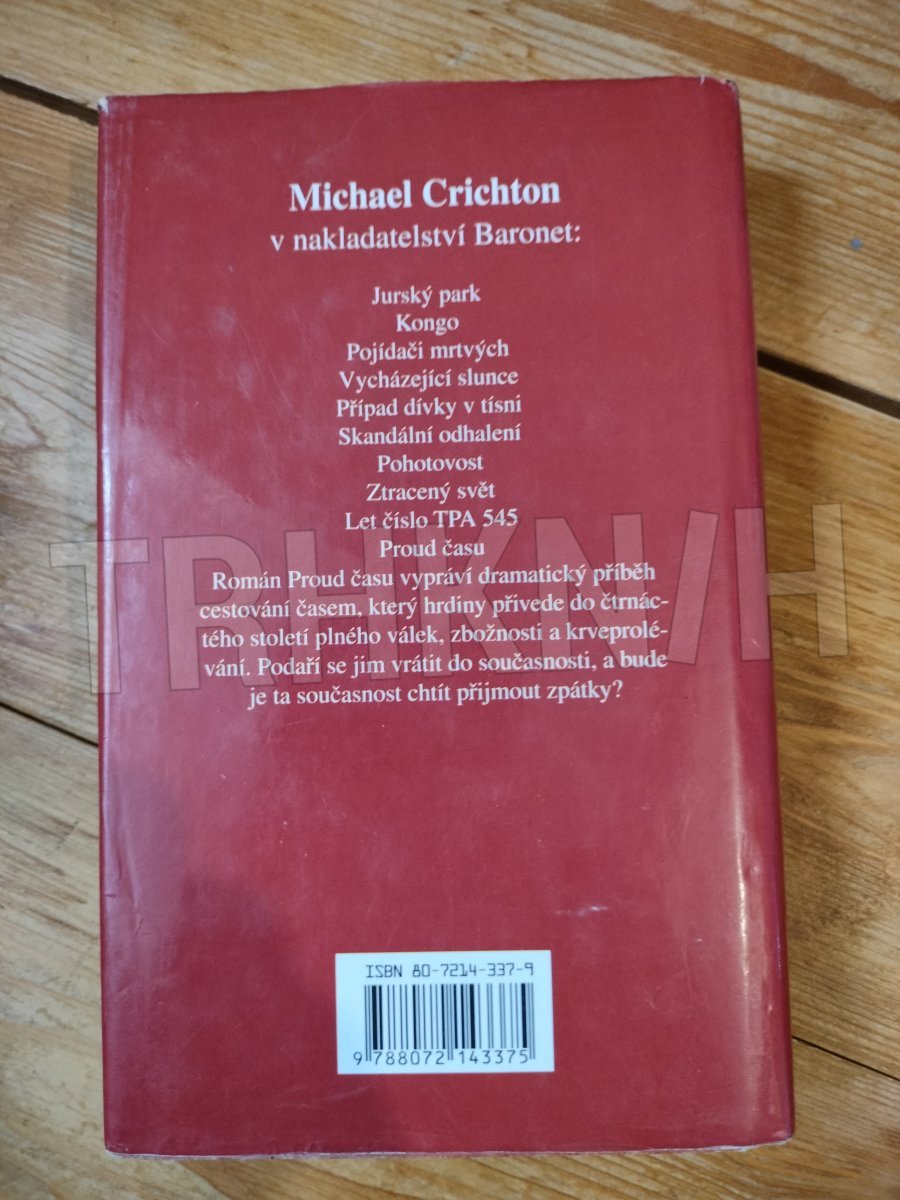 Michael Crichton
v nakladatelství Baronet:
Jurský park
Kongo
Pojídači mrtvých
Vycházející slunce
Případ dívky v tísni
Skandální odhalení
Pohotovost
Ztracený svět
Let číslo TPA 545
Proud času
Román Proud času vypráví dramatický příběh
cestování časem, který hrdiny přivede do čtrnác-
tého století plného válek, zbožnosti a krveprolé-
vání. Podaří se jim vrátit do současnosti, a bude
je ta současnost chtít přijmout zpátky?
TRHKNIH
ISBN 80-7214-337-9
9 788072 143375